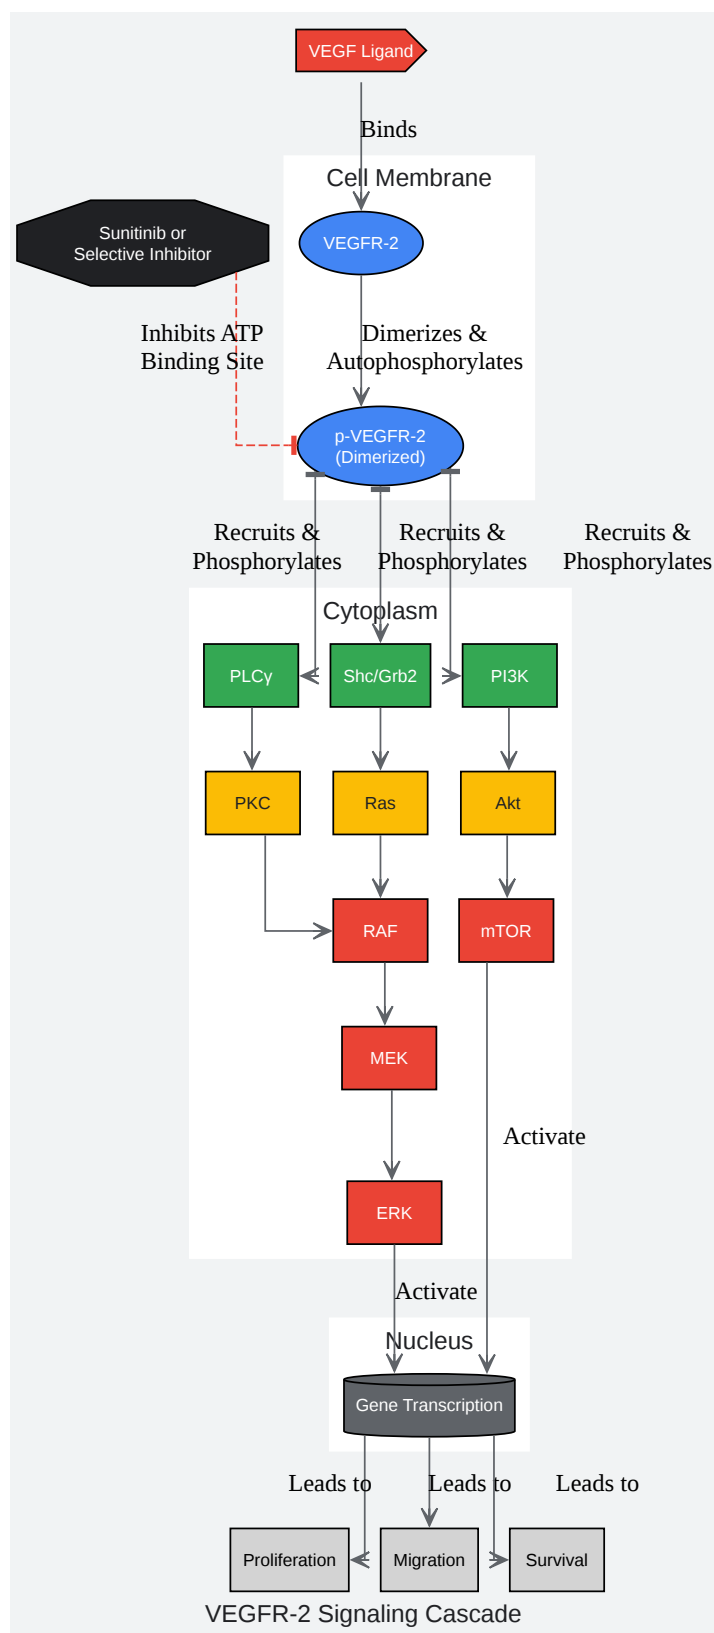 VEGF Ligand
Binds
Cell Membrane
Sunitinib or
Selective Inhibitor
VEGFR-2
Inhibits ATP
Binding Site
Dimerizes &
Autophosphorylates
p-VEGFR-2
(Dimerized)
Recruits &
Phosphorylates
Recruits &
Phosphorylates
Recruits &
Phosphorylates
Cytoplasm
PLCγ
Shc/Grb2
PI3K
PKC
Ras
Akt
RAF
mTOR
MEK
Activate
ERK
Activate
Nucleus
Gene Transcription
Leads to
Leads to
Leads to
Proliferation
Migration
Survival
VEGFR-2 Signaling Cascade